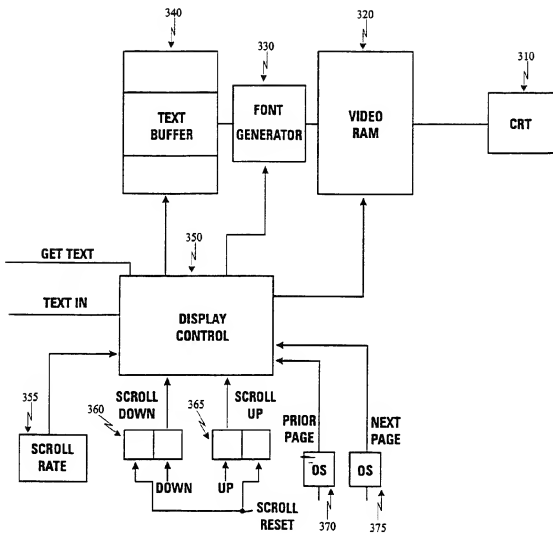 340
320
330
310
TEXT
BUFFER
FONT
GENERATOR
VIDEO
RAM
CRT
350
GET TEXT
TEXT IN
DISPLAY
CONTROL
355
SCROLL
RATE
360
SCROLL
DOWN
365
SCROLL
UP
PRIOR
PAGE
NEXT
PAGE
OS
OS
DOWN
UP
SCROLL
RESET
370
375